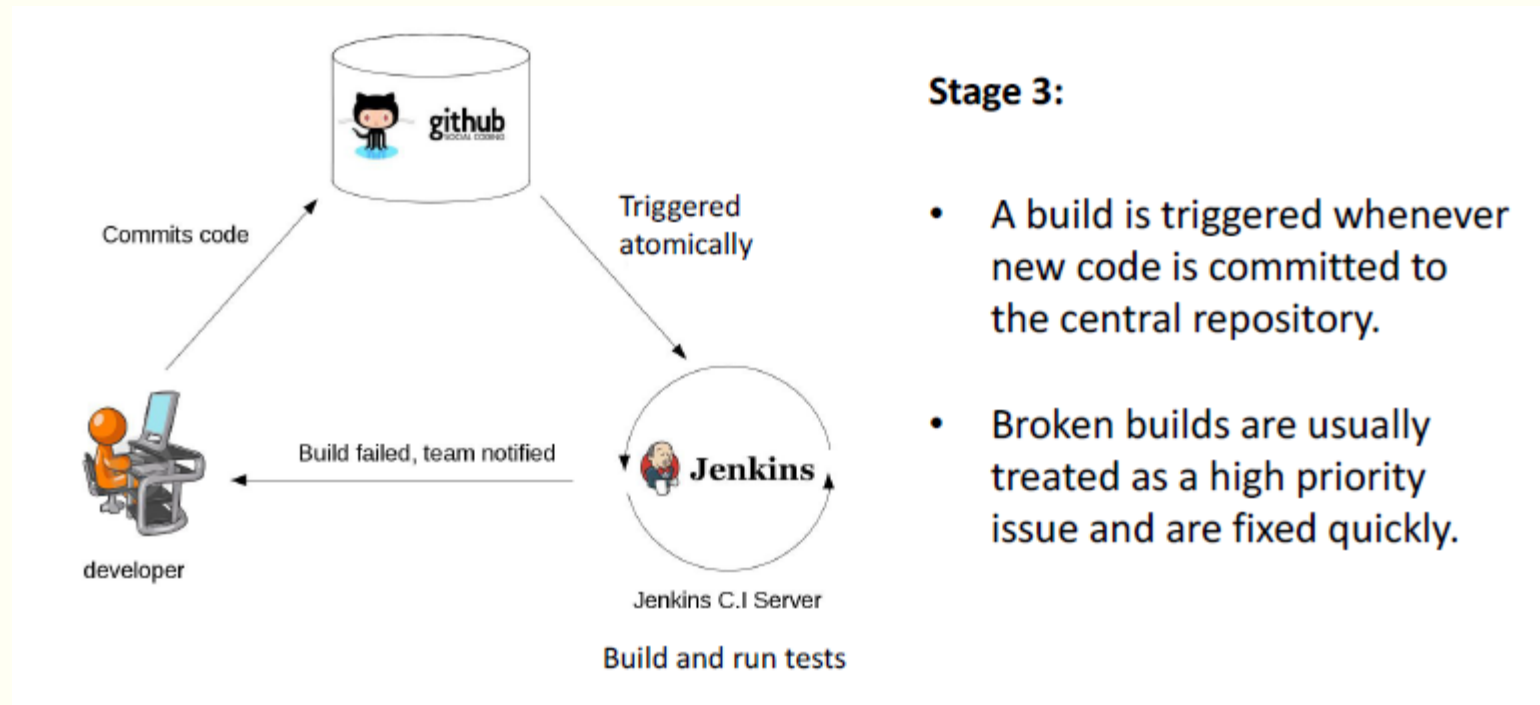 github
SOCIAL CODING
Commits code
Triggered
atomically
Build failed, team notified
Jenkins
developer
Jenkins C.I Server
Build and run tests
Stage 3:
• A build is triggered whenever
new code is committed to
the central repository.
• Broken builds are usually
treated as a high priority
issue and are fixed quickly.